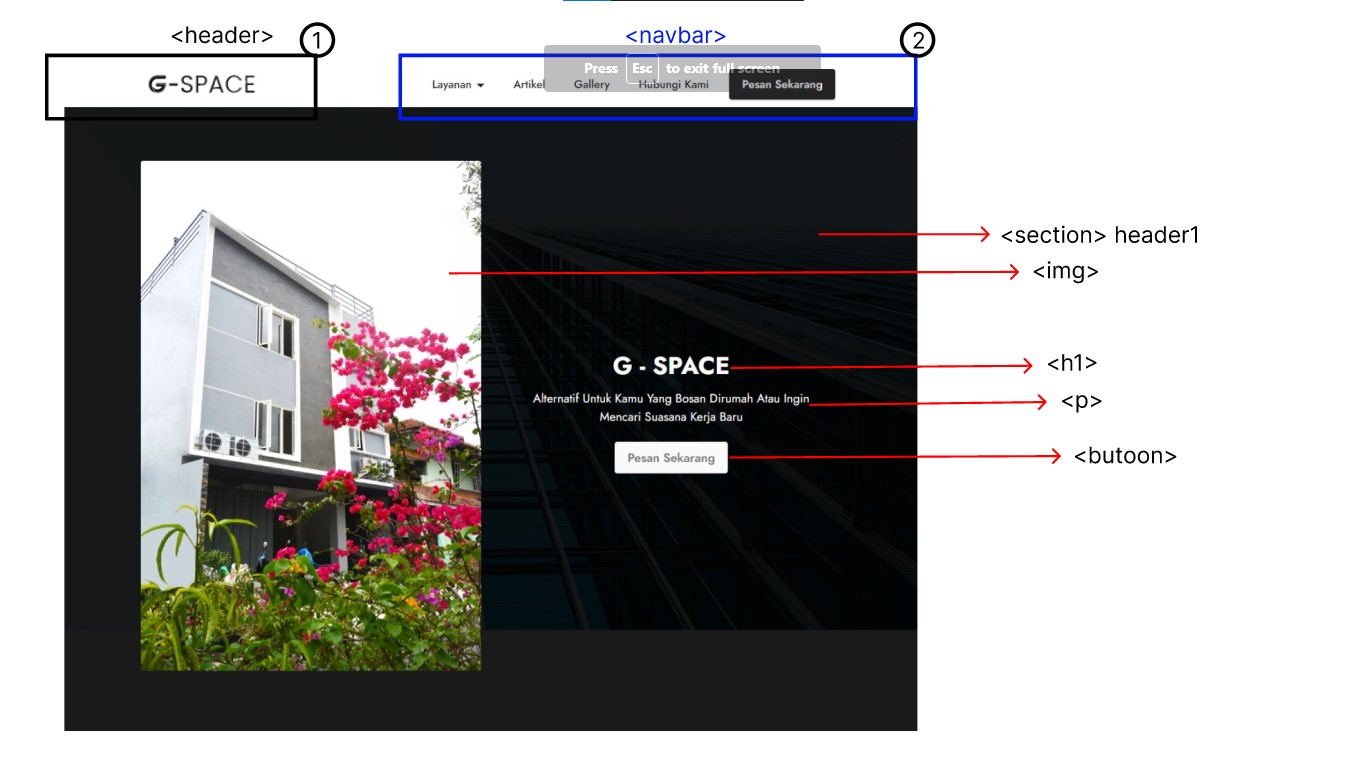 <header>
1
<navbar>
2
G-SPACE
Press Esc to exit full screen
Layanan
Artikel
Gallery
Hubungi Kami
Pesan Sekarang
<section> header1
<img>
G - SPACE
<h1>
Alternatif Untuk Kamu Yang Bosan Dirumah Atau Ingin
Mencari Suasana Kerja Baru
<p>
Pesan Sekarang
<butoon>